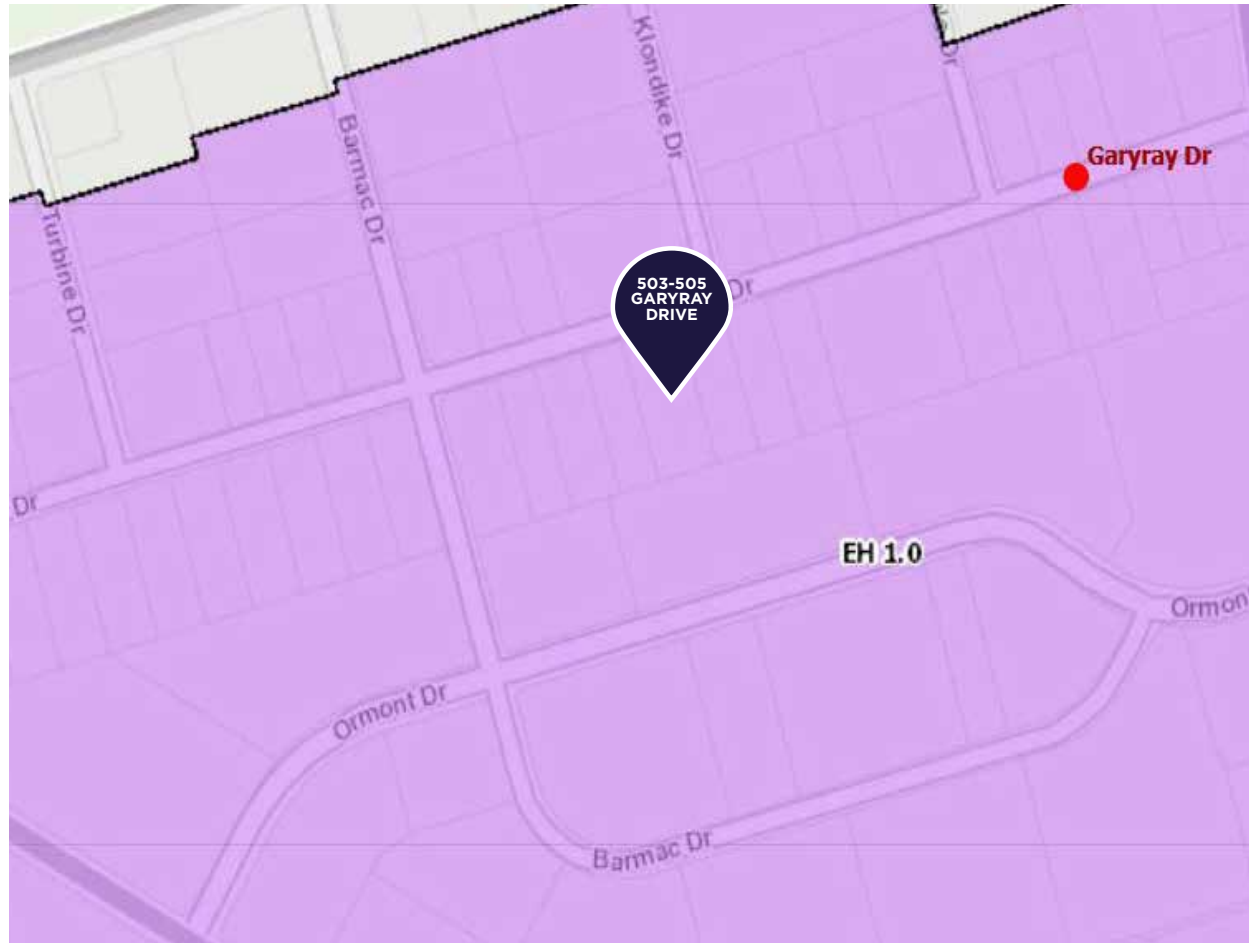 Klondike Dr
Dr
Barmac Dr
Garyray Dr
Turbine Dr
503-505
GARYRAY
DRIVE
Dr
Dr
EH 1.0
Ormont Dr
Barmac Dr